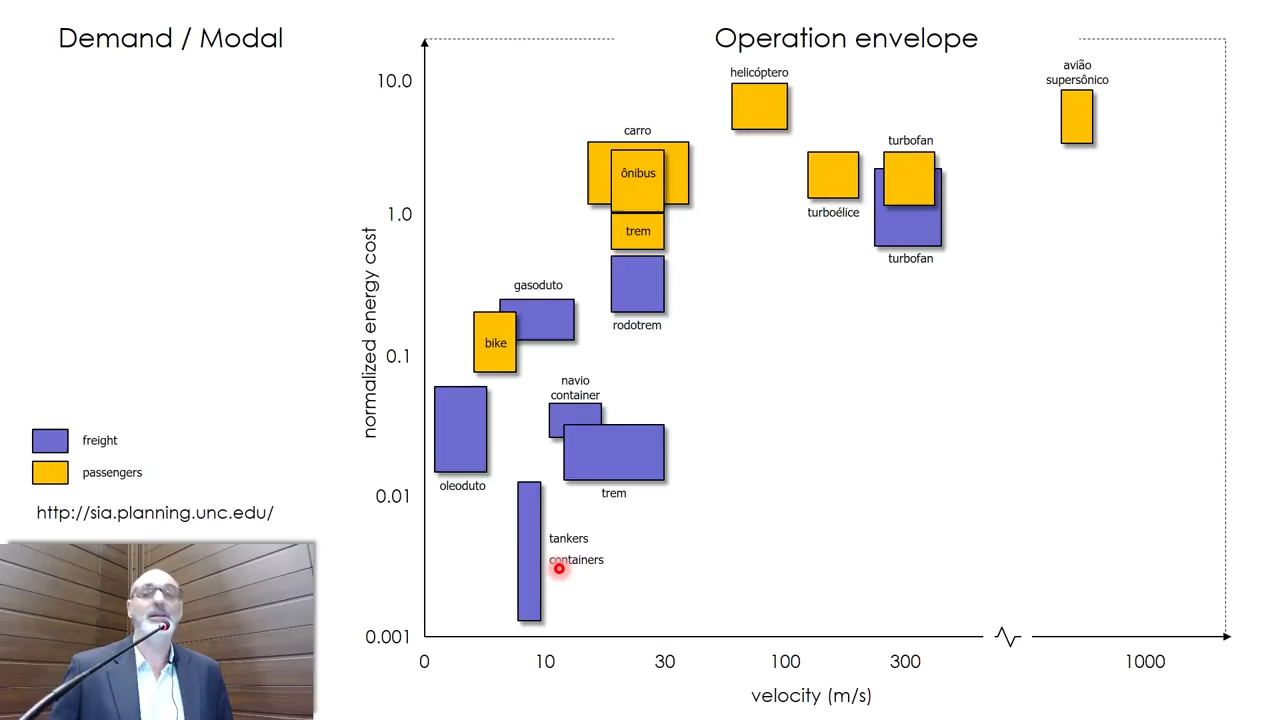 Demand / Modal
Operation envelope
10.0
1.0
0.1
0.01
0.001
normalized energy cost
helicóptero
avião
supersônico
carro
ônibus
trem
rodotrem
turboélice
turbofan
turbofan
gasoduto
bike
navio
container
oleoduto
trem
tankers
containers
freight
passengers
http://sia.planning.unc.edu/
0
10
30
100
300
1000
velocity (m/s)